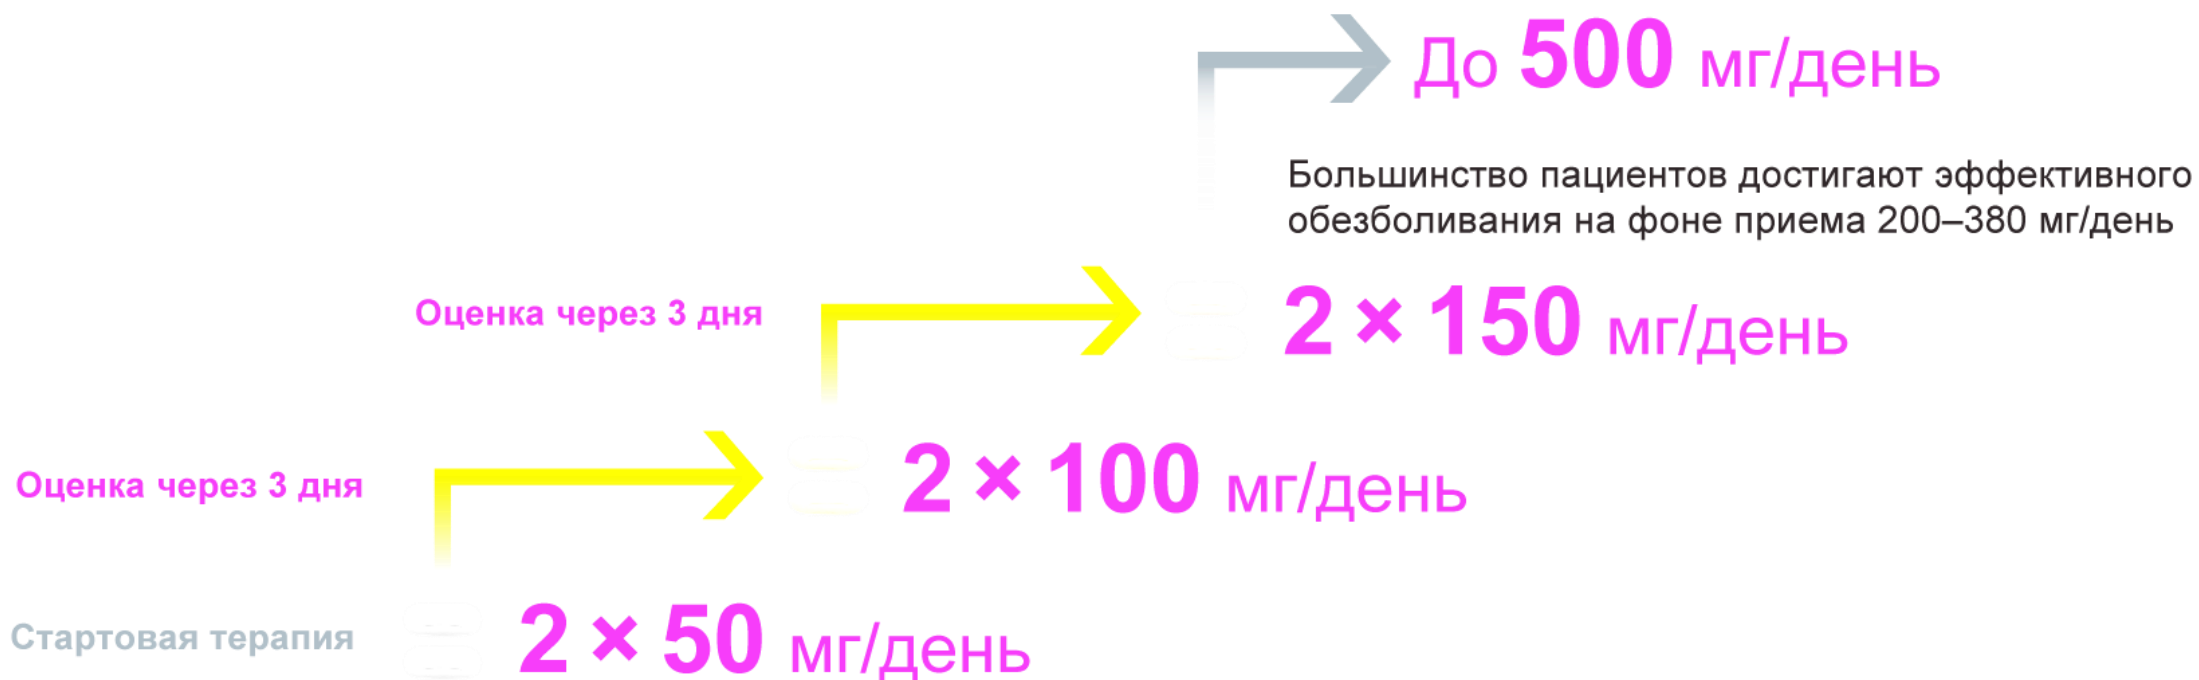 До 500 мг/день
Большинство пациентов достигают эффективного
обезболивания на фоне приема 200–380 мг/день
Оценка через 3 дня
2 × 150 мг/день
Оценка через 3 дня
2 × 100 мг/день
Стартовая терапия
2 × 50 мг/день